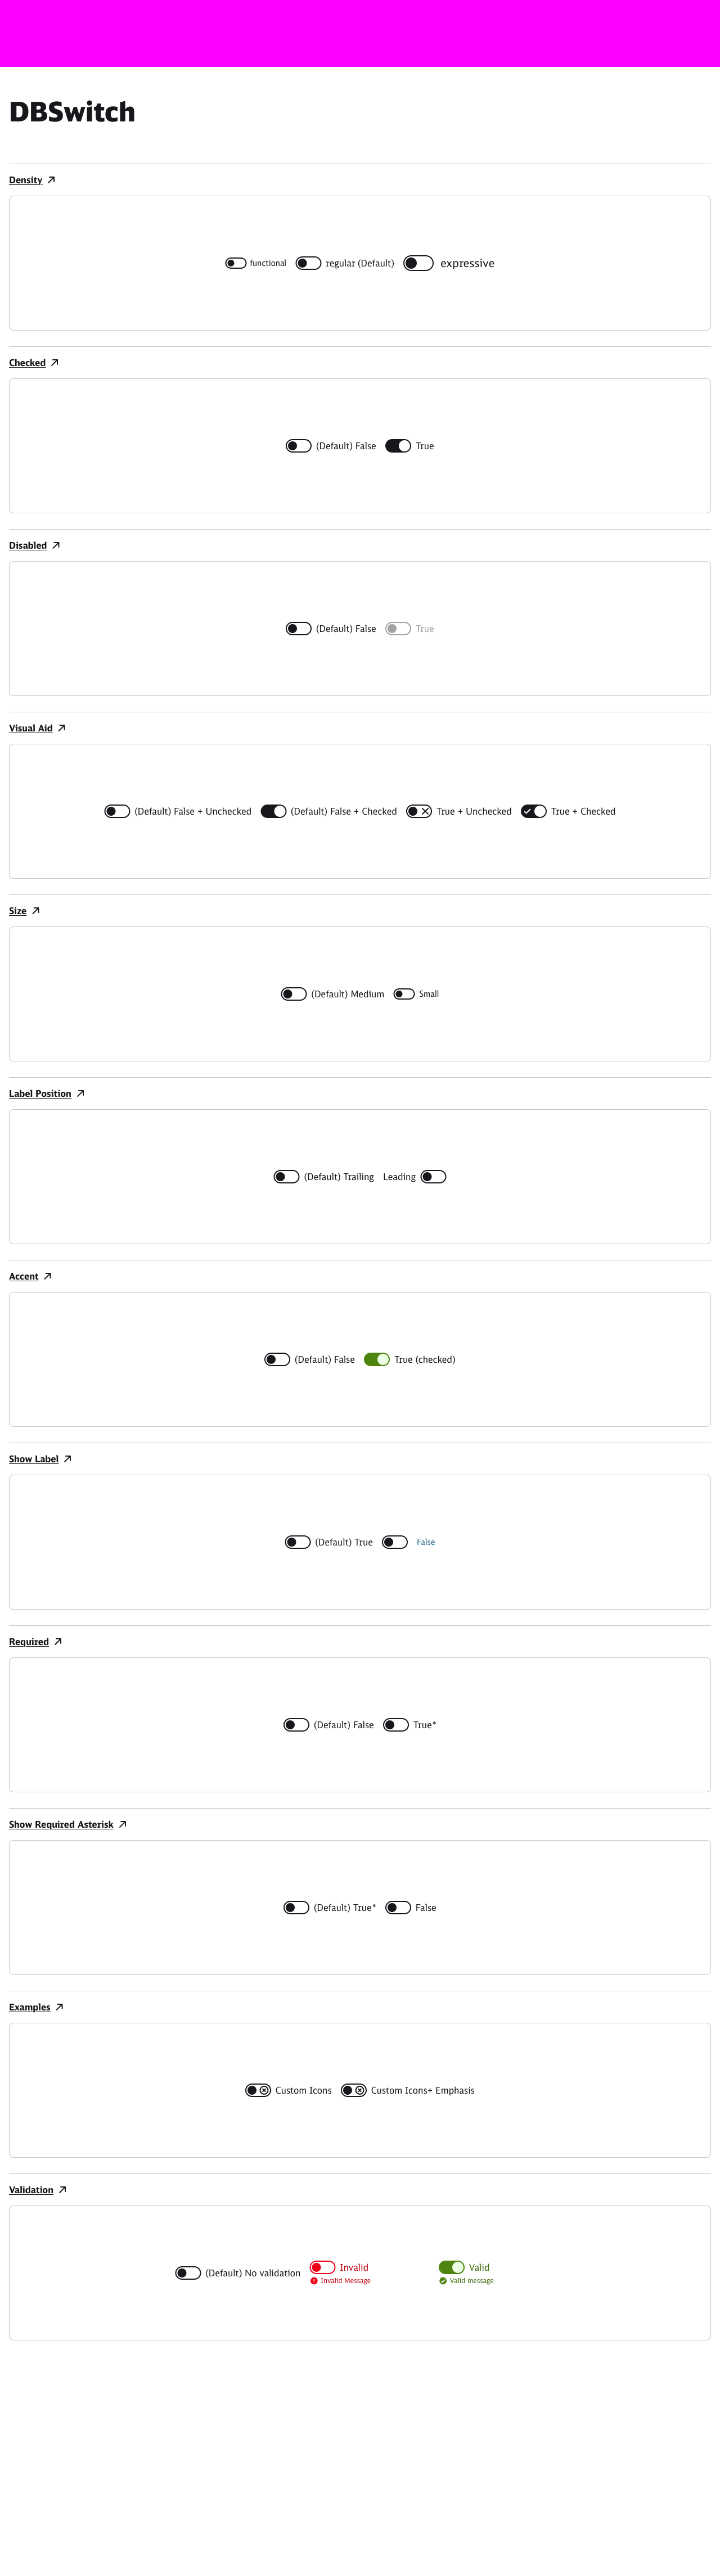 DBSwitch
Density
functional regular (Default) expressive
Checked
(Default) False True
Disabled
(Default) False True
Visual Aid
(Default) False + Unchecked (Default) False + Checked True + Unchecked True + Checked
Size
(Default) Medium Small
Label Position
(Default) Trailing Leading
Accent
(Default) False True (checked)
Show Label
(Default) True False
Required
(Default) False True*
Show Required Asterisk
(Default) True* False
Examples
Custom Icons Custom Icons+ Emphasis
Validation
(Default) No validation Invalid Valid
Invalid Message Valid message